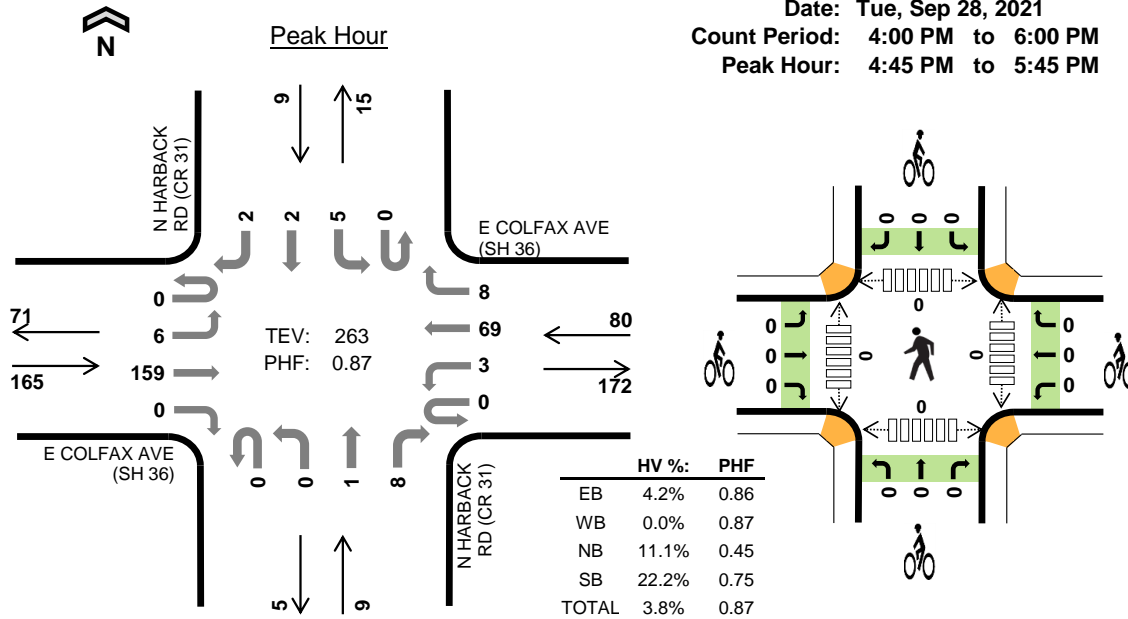 Date: Tue, Sep 28, 2021
Count Period: 4:00 PM to 6:00 PM
Peak Hour: 4:45 PM to 5:45 PM
N
Peak Hour
9
15
N HARBACK
RD (CR 31)
2 2 5 0
E COLFAX AVE
(SH 36)
0
6
159
0
71
165
TEV: 263
PHF: 0.87
8
69
3
0
80
172
E COLFAX AVE
(SH 36)
0 0 1 8
N HARBACK
RD (CR 31)
5
9
HV %: PHF
EB 4.2% 0.86
WB 0.0% 0.87
NB 11.1% 0.45
SB 22.2% 0.75
TOTAL 3.8% 0.87
0 0 0
0
0
0
0
0
0
0
0
0
0
0
0 0 0